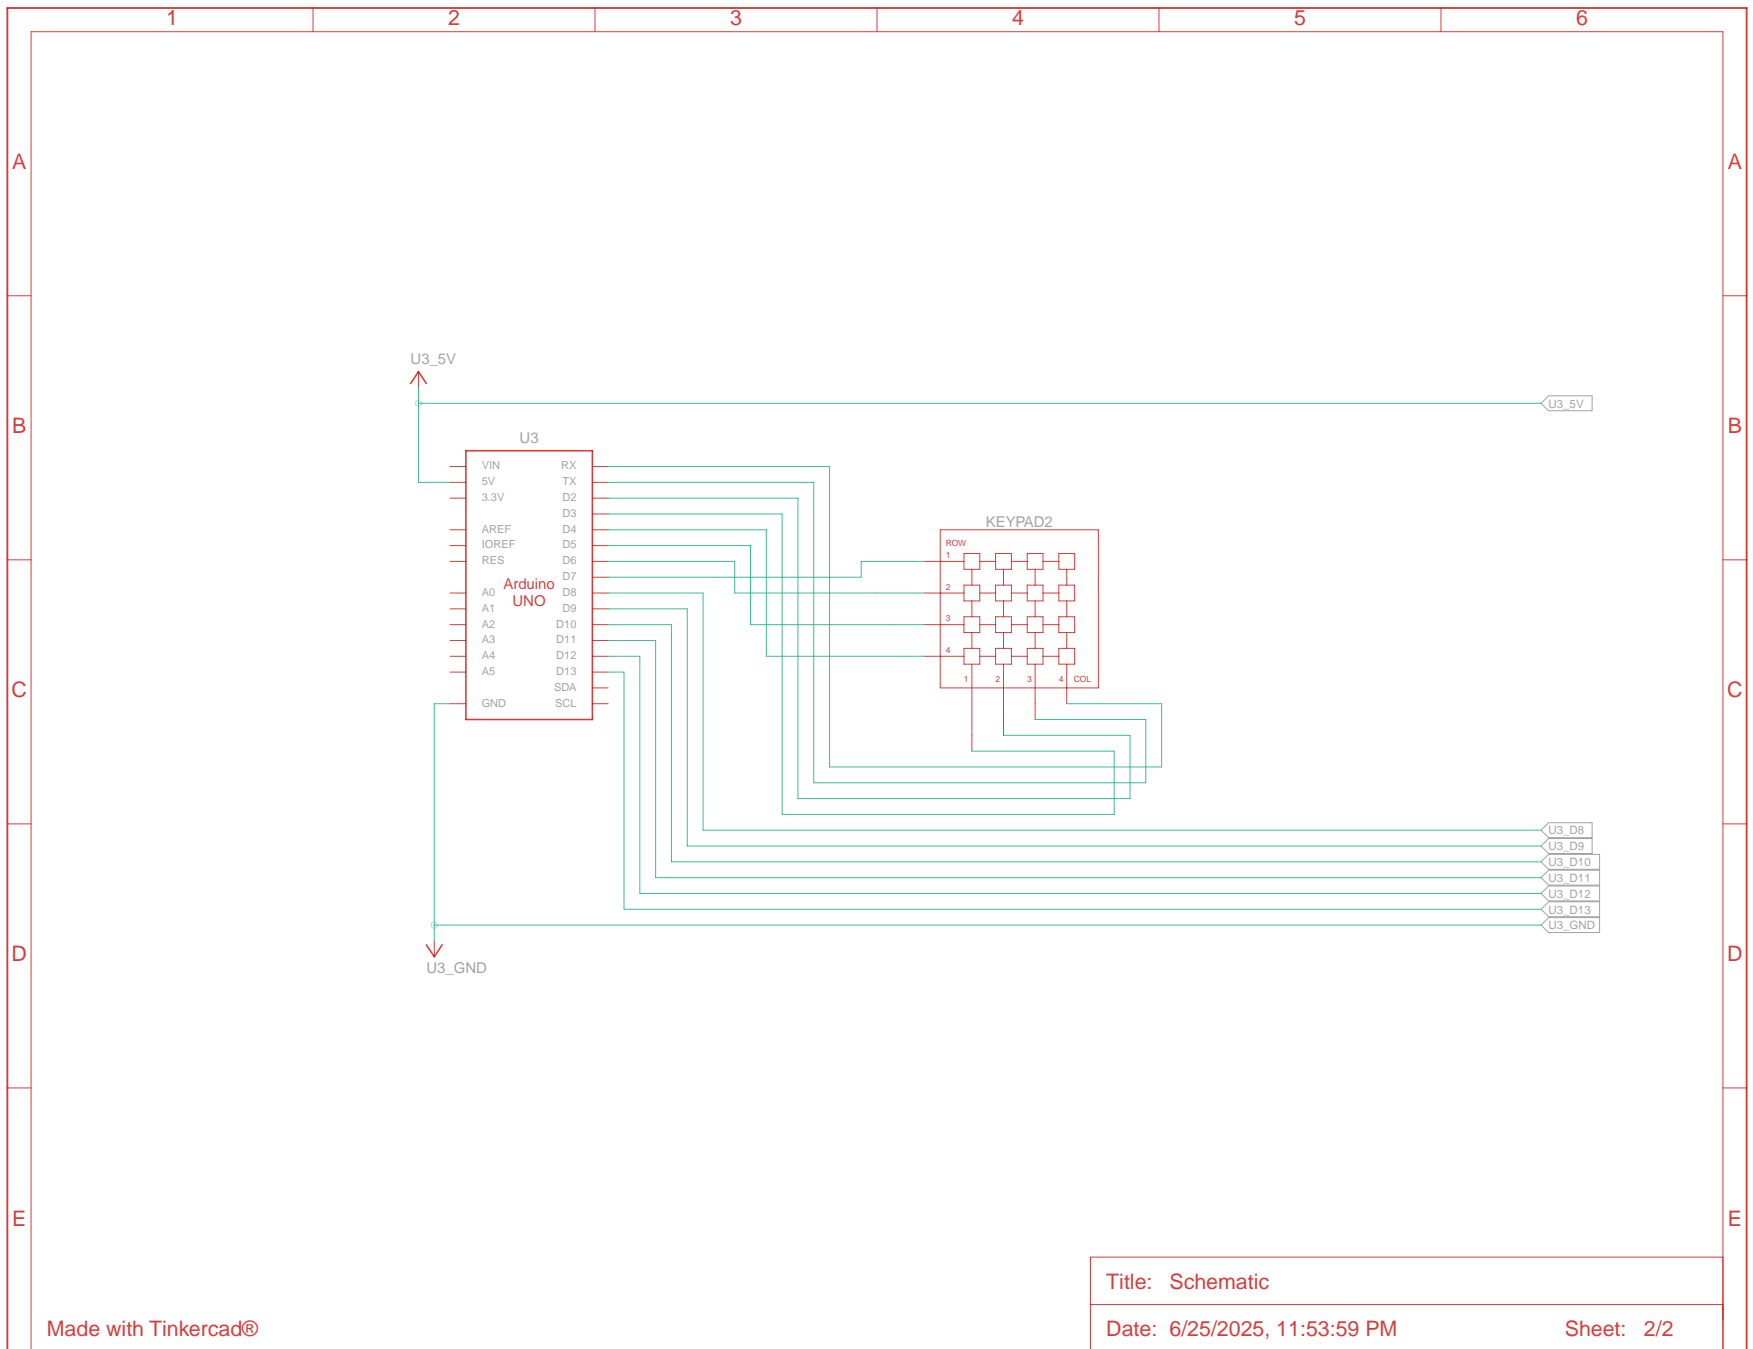 1 2 3 4 5 6
A A
B B
C C
D D
E E
U3_5V
U3_5V
U3
VIN RX
5V TX
3.3V D2
D3
AREF D4
IOREF D5
RES D6
D7
Arduino
UNO
A0 D8
A1 D9
A2 D10
A3 D11
A4 D12
A5 D13
SDA
GND SCL
KEYPAD2
ROW
1
2
3
4
1 2 3 4 COL
U3_D8
U3_D9
U3_D10
U3_D11
U3_D12
U3_D13
U3_GND
U3_GND
Title: Schematic
Made with Tinkercad®
Date: 6/25/2025, 11:53:59 PM Sheet: 2/2